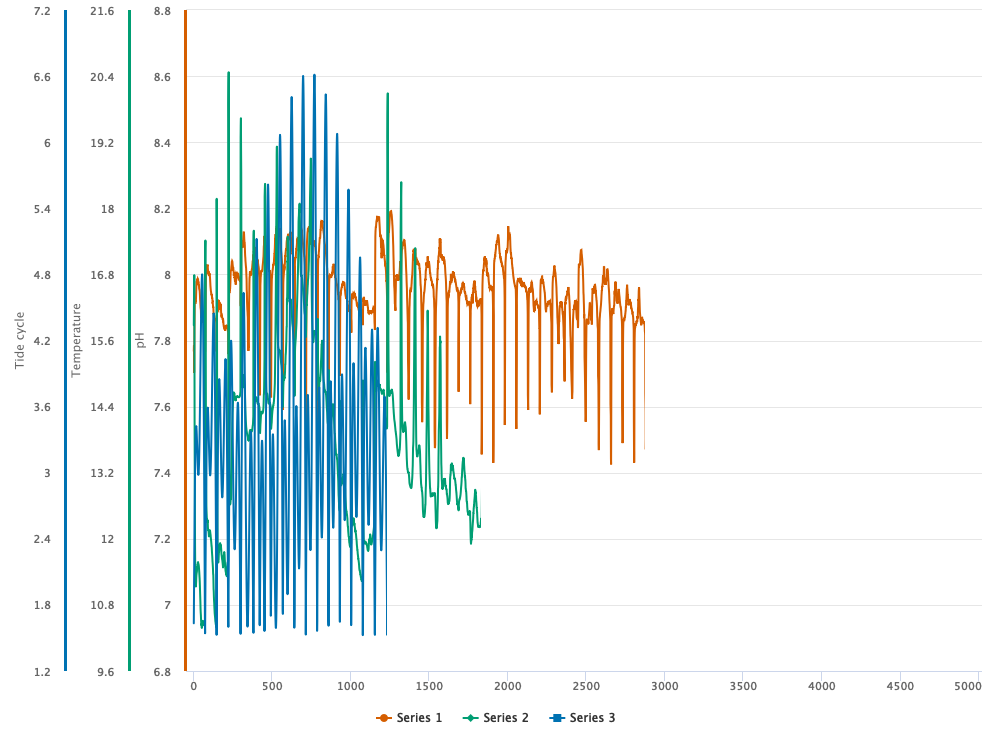 7.2 21.6 8.8
6.6 20.4 8.6
6 19.2 8.4
5.4 18 8.2
4.8 16.8 8
4.2 15.6 7.8
3.6 14.4 7.6
3 13.2 7.4
2.4 12 7.2
1.8 10.8 7
1.2 9.6 6.8
Tide cycle
Temperature
pH
0 500 1000 1500 2000 2500 3000 3500 4000 4500 5000
Series 1 Series 2 Series 3